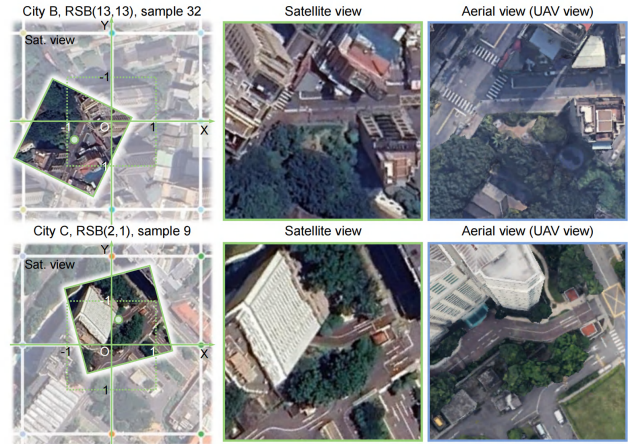 City B, RSB(13,13), sample 32
Satellite view
Aerial view (UAV view)
Y
Sat. view
-1
O
1
X
-1
1
City C, RSB(2,1), sample 9
Satellite view
Aerial view (UAV view)
Y
Sat. view
-1
-1
O
1
X
1